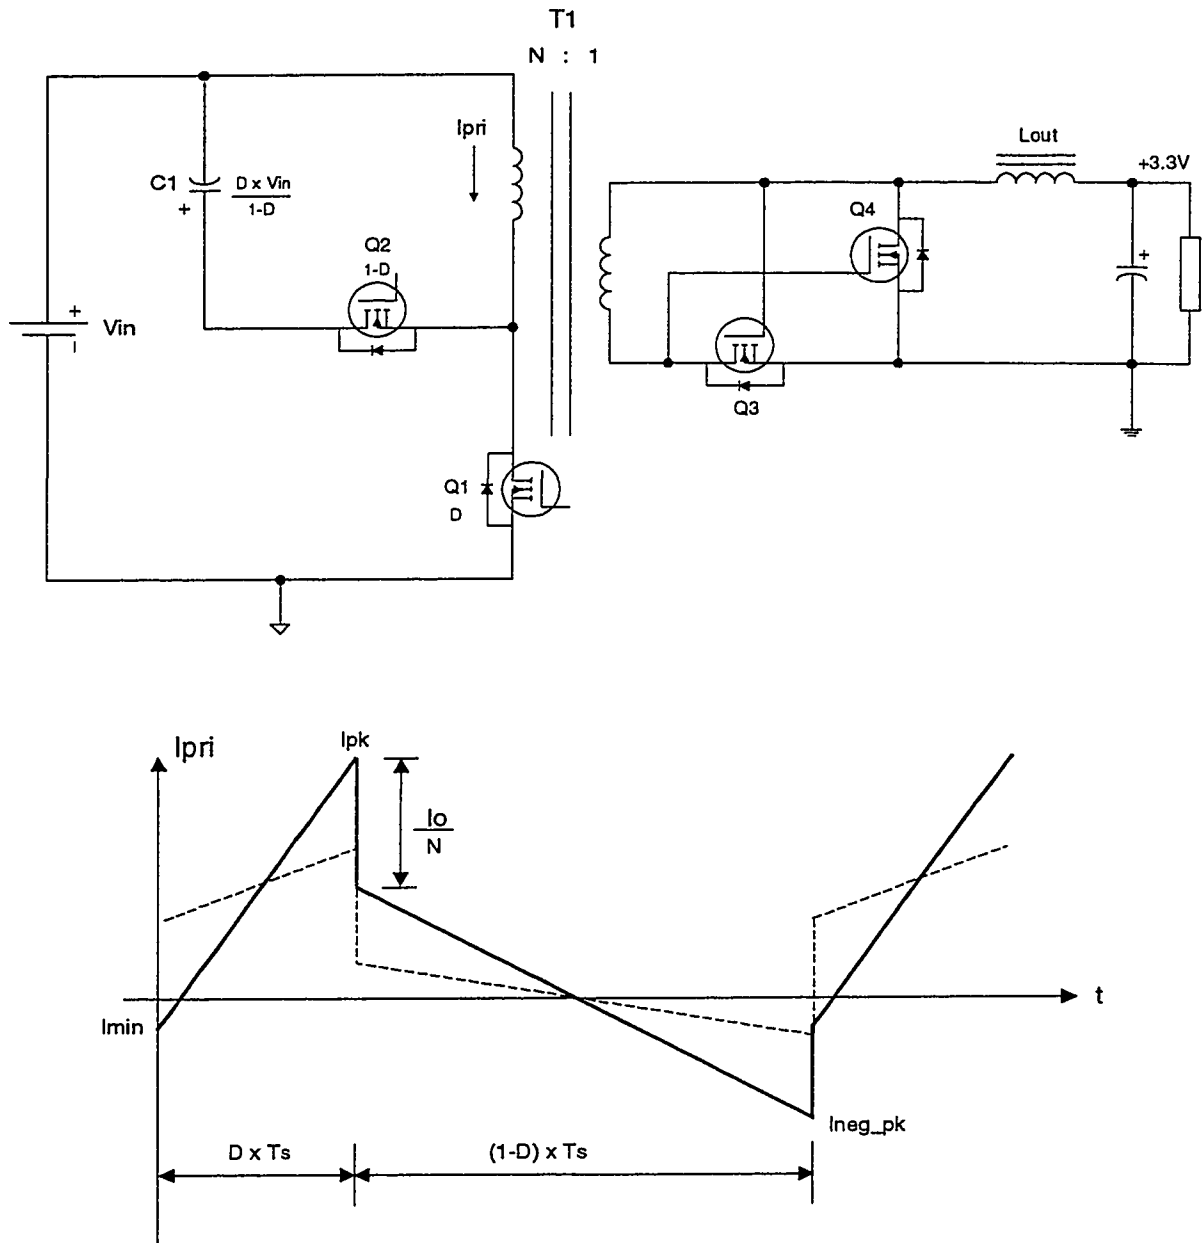 T1
N : 1
Ipri
Lout
+3.3V
C1
D x Vin
1-D
+
Q2
1-D
Q4
+
+
Vin
Q3
Q1
D
Ipri
Ipk
Io
N
t
Imin
Ineg_pk
D x Ts
(1-D) x Ts